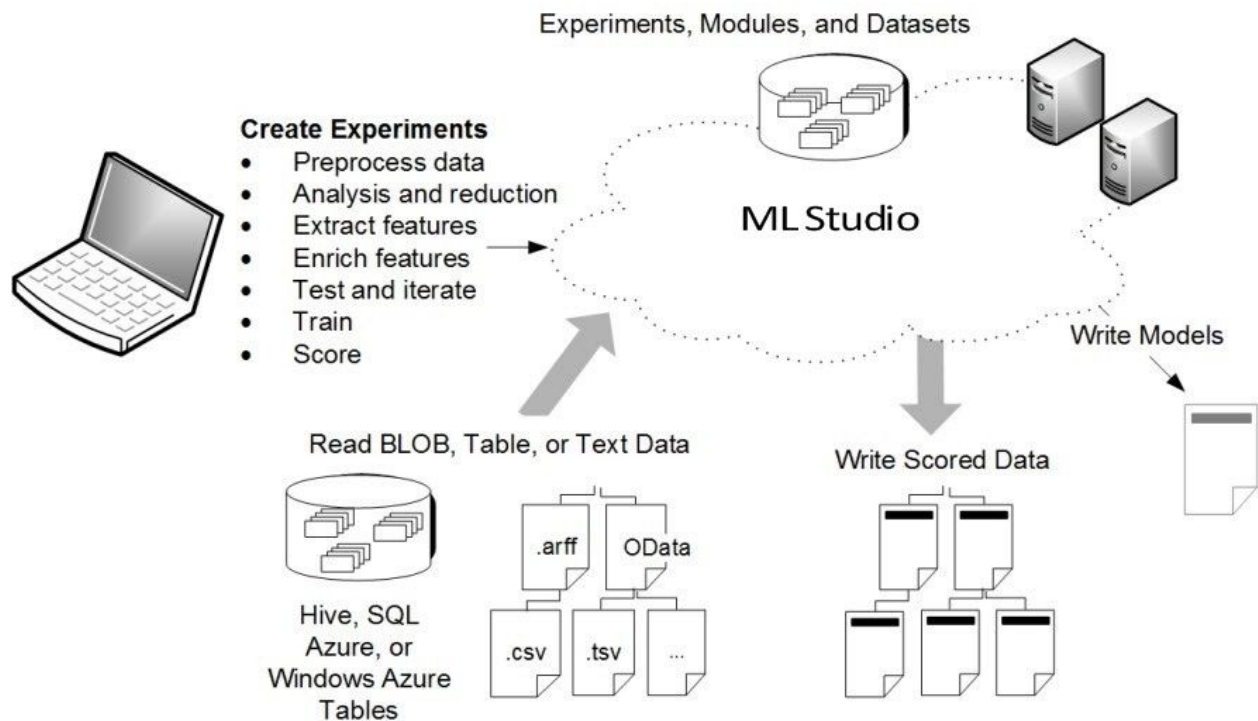 Experiments, Modules, and Datasets
Create Experiments
• Preprocess data
• Analysis and reduction
• Extract features
• Enrich features
• Test and iterate
• Train
• Score
ML Studio
Write Models
Read BLOB, Table, or Text Data
Write Scored Data
.arff
OData
.csv
.tsv
...
Hive, SQL
Azure, or
Windows Azure
Tables